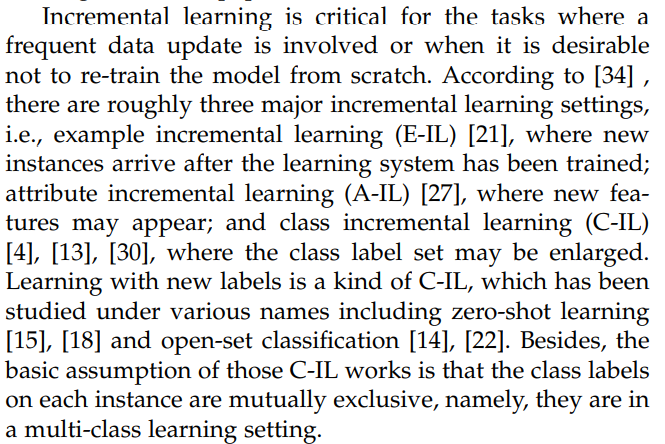 Incremental learning is critical for the tasks where a
frequent data update is involved or when it is desirable
not to re-train the model from scratch. According to [34] ,
there are roughly three major incremental learning settings,
i.e., example incremental learning (E-IL) [21], where new
instances arrive after the learning system has been trained;
attribute incremental learning (A-IL) [27], where new fea-
tures may appear; and class incremental learning (C-IL)
[4], [13], [30], where the class label set may be enlarged.
Learning with new labels is a kind of C-IL, which has been
studied under various names including zero-shot learning
[15], [18] and open-set classification [14], [22]. Besides, the
basic assumption of those C-IL works is that the class labels
on each instance are mutually exclusive, namely, they are in
a multi-class learning setting.